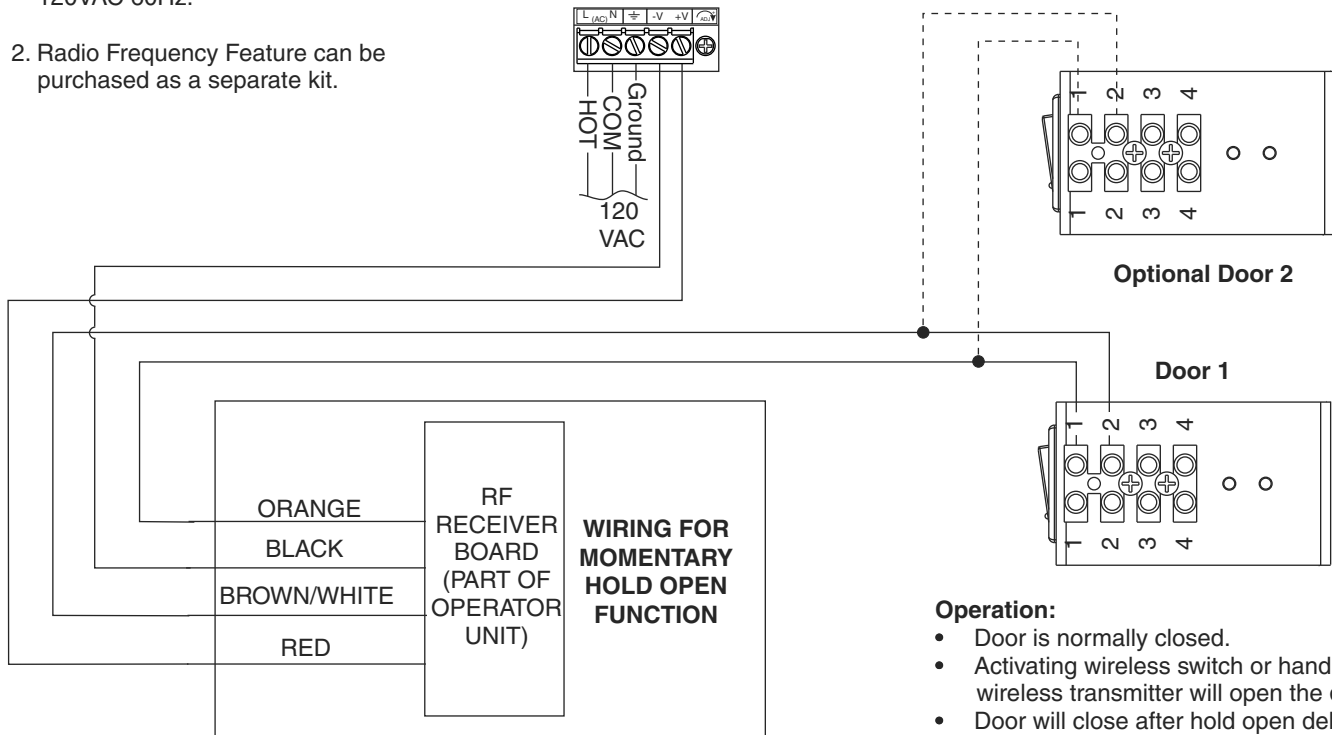 120VAC 60Hz.
2. Radio Frequency Feature can be
purchased as a separate kit.
L (AC) N -V +V ADJ
HOT
COM
Ground
120
VAC
1 2 3 4
1 2 3 4
Optional Door 2
Door 1
1 2 3 4
1 2 3 4
ORANGE
BLACK
BROWN/WHITE
RED
RF
RECEIVER
BOARD
(PART OF
OPERATOR
UNIT)
WIRING FOR
MOMENTARY
HOLD OPEN
FUNCTION
Operation:
• Door is normally closed.
• Activating wireless switch or hand
wireless transmitter will open the
• Door will close after hold open